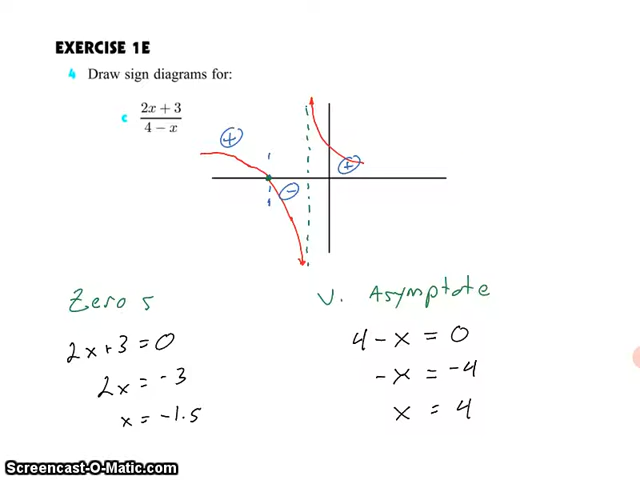 EXERCISE 1E
4 Draw sign diagrams for:
c (2x + 3)/(4 − x)
+
−
+
Zero s
V. Asymptote
2x+3 = 0
4 - x = 0
2x = -3
-x = -4
x = -1.5
x = 4
Screencast-O-Matic.com